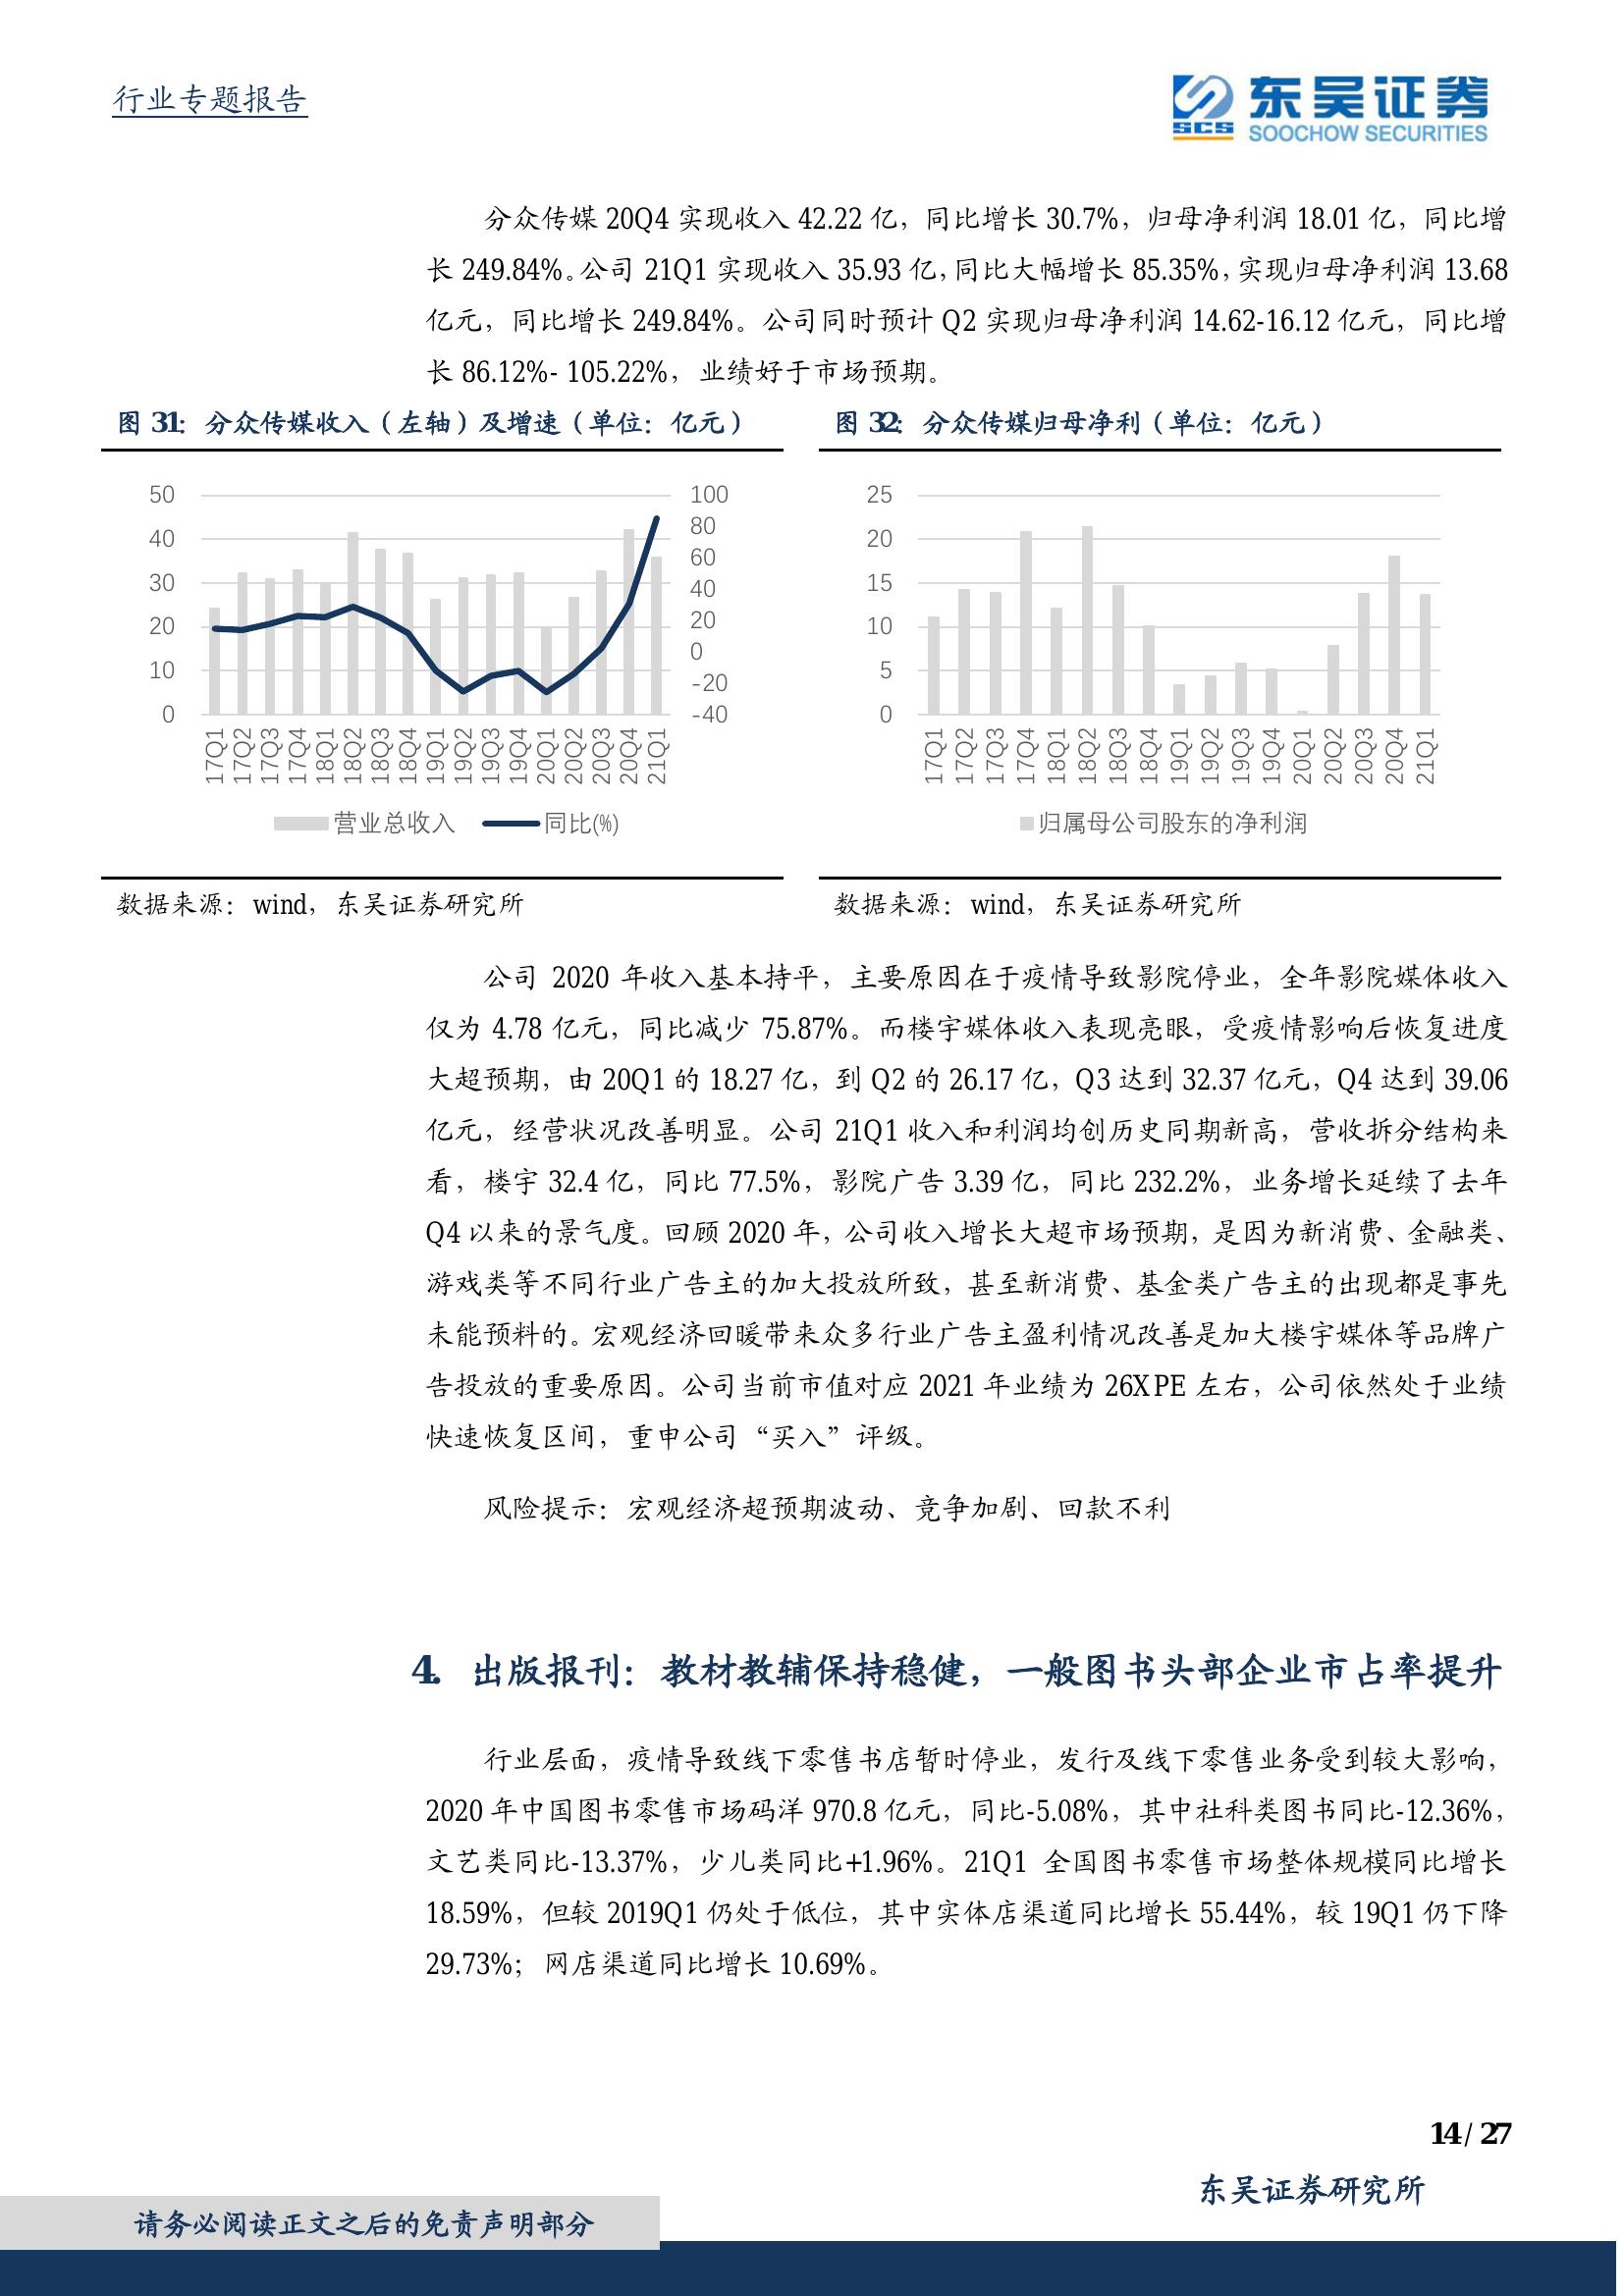 行业专题报告
东吴证券
SCS
SOOCHOW SECURITIES
分众传媒 20Q4 实现收入 42.22 亿，同比增长 30.7%，归母净利润 18.01 亿，同比增
长 249.84%。公司 21Q1 实现收入 35.93 亿，同比大幅增长 85.35%，实现归母净利润 13.68
亿元，同比增长 249.84%。公司同时预计 Q2 实现归母净利润 14.62-16.12 亿元，同比增
长 86.12%- 105.22%，业绩好于市场预期。
图 31：分众传媒收入（左轴）及增速（单位：亿元）
50
40
30
20
10
0
100
80
60
40
20
0
-20
-40
17Q1 17Q2 17Q3 17Q4 18Q1 18Q2 18Q3 18Q4 19Q1 19Q2 19Q3 19Q4 20Q1 20Q2 20Q3 20Q4 21Q1
营业总收入 同比(%)
数据来源：wind，东吴证券研究所
图 32：分众传媒归母净利（单位：亿元）
25
20
15
10
5
0
17Q1 17Q2 17Q3 17Q4 18Q1 18Q2 18Q3 18Q4 19Q1 19Q2 19Q3 19Q4 20Q1 20Q2 20Q3 20Q4 21Q1
归属母公司股东的净利润
数据来源：wind，东吴证券研究所
公司 2020 年收入基本持平，主要原因在于疫情导致影院停业，全年影院媒体收入
仅为 4.78 亿元，同比减少 75.87%。而楼宇媒体收入表现亮眼，受疫情影响后恢复进度
大超预期，由 20Q1 的 18.27 亿，到 Q2 的 26.17 亿，Q3 达到 32.37 亿元，Q4 达到 39.06
亿元，经营状况改善明显。公司 21Q1 收入和利润均创历史同期新高，营收拆分结构来
看，楼宇 32.4 亿，同比 77.5%，影院广告 3.39 亿，同比 232.2%，业务增长延续了去年
Q4 以来的景气度。回顾 2020 年，公司收入增长大超市场预期，是因为新消费、金融类、
游戏类等不同行业广告主的加大投放所致，甚至新消费、基金类广告主的出现都是事先
未能预料的。宏观经济回暖带来众多行业广告主盈利情况改善是加大楼宇媒体等品牌广
告投放的重要原因。公司当前市值对应 2021 年业绩为 26X PE 左右，公司依然处于业绩
快速恢复区间，重申公司“买入”评级。
风险提示：宏观经济超预期波动、竞争加剧、回款不利
4. 出版报刊：教材教辅保持稳健，一般图书头部企业市占率提升
行业层面，疫情导致线下零售书店暂时停业，发行及线下零售业务受到较大影响，
2020 年中国图书零售市场码洋 970.8 亿元，同比-5.08%，其中社科类图书同比-12.36%，
文艺类同比-13.37%，少儿类同比+1.96%。21Q1 全国图书零售市场整体规模同比增长
18.59%，但较 2019Q1 仍处于低位，其中实体店渠道同比增长 55.44%，较 19Q1 仍下降
29.73%；网店渠道同比增长 10.69%。
14 / 27
东吴证券研究所
请务必阅读正文之后的免责声明部分